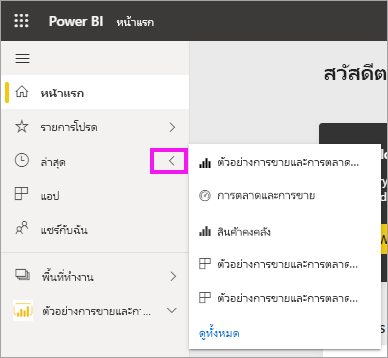 Power BI หน้าแรก
สวัสดีต
หน้าแรก
รายการโปรด
ล่าสุด
แอป
แชร์กับฉัน
พื้นที่ทำงาน
ตัวอย่างการขายและกา...
ตัวอย่างการขายและการตลาด...
การตลาดและการขาย
สินค้าคงคลัง
ตัวอย่างการขายและการตลาด...
ตัวอย่างการขายและการตลาด...
ดูทั้งหมด